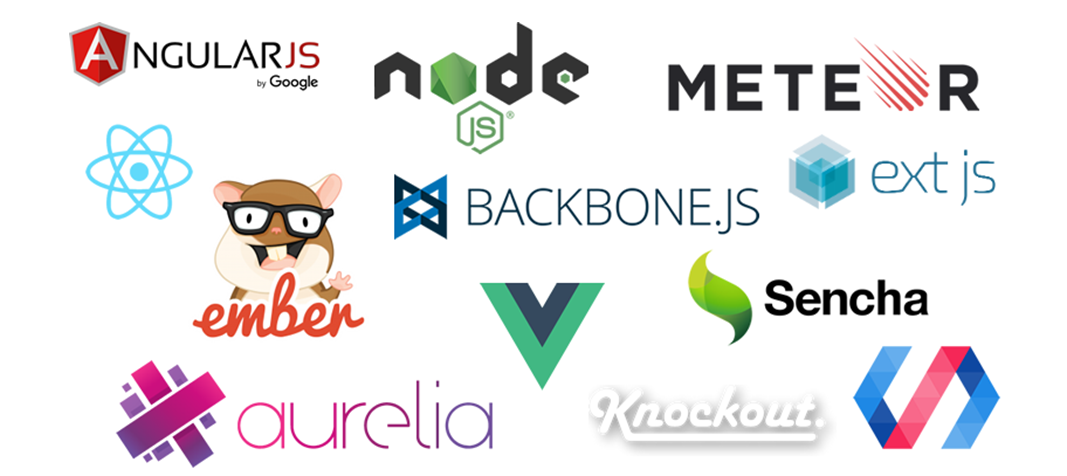 ANGULARJS
by Google
node
JS®
METEOR
ext js
BACKBONE.JS
ember
Sencha
aurelia
Knockout.